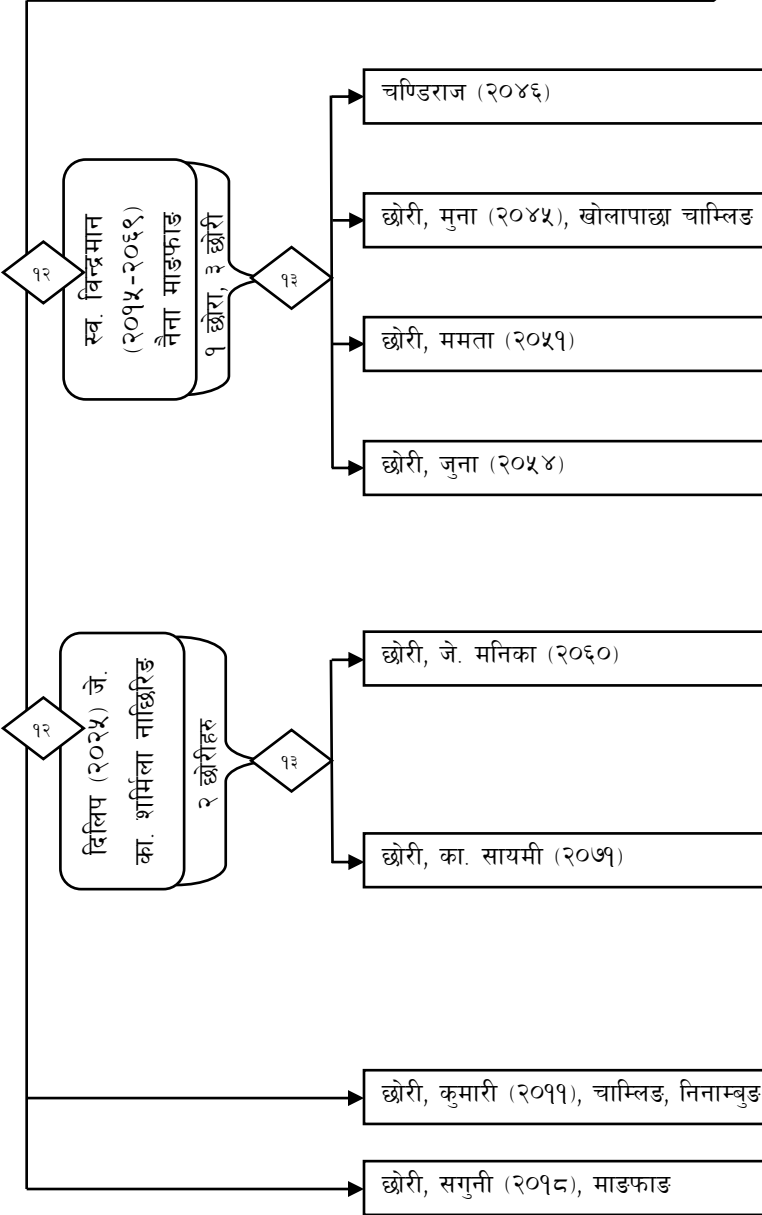 १२
स्व. विन्द्रमान
(२०१५-२०६९)
नैना माङफाङ
१ छोरा, ३ छोरी
१३
चण्डिराज (२०४६)
छोरी, मुना (२०४५), खोलापाछा चाम्लिङ
छोरी, ममता (२०५१)
छोरी, जुना (२०५४)
१२
दिलिप (२०२५) जे.
का. शर्मिला नाछिरिङ
२ छोरीहरु
१३
छोरी, जे. मनिका (२०६०)
छोरी, का. सायमी (२०७१)
छोरी, कुमारी (२०११), चाम्लिङ, निनाम्बुङ
छोरी, सगुनी (२०१८), माङफाङ